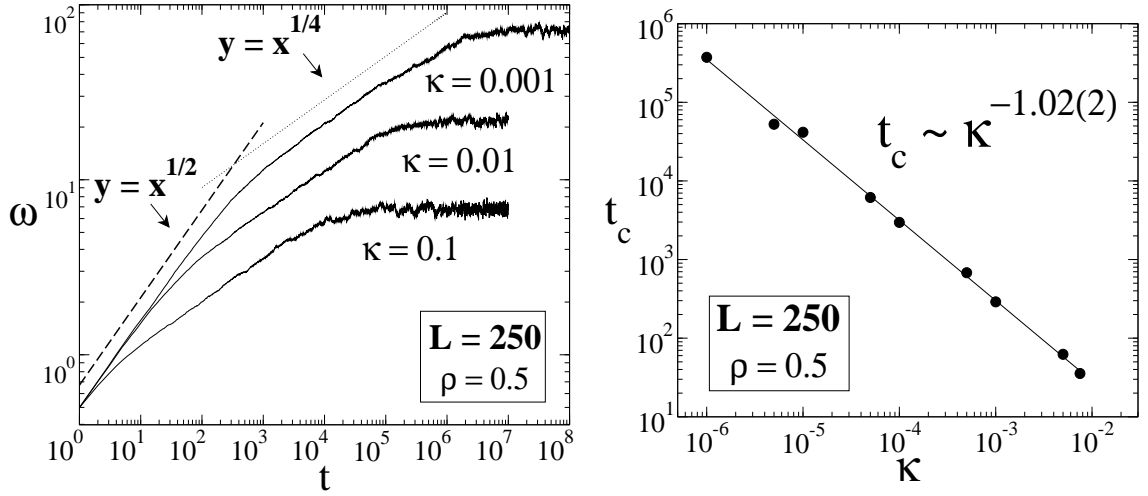 10^2
10^1
10^0
ω
y = x^{1/4}
y = x^{1/2}
κ = 0.001
κ = 0.01
κ = 0.1
L = 250
ρ = 0.5
10^0 10^1 10^2 10^3 10^4 10^5 10^6 10^7 10^8
t
10^6
10^5
10^4
10^3
10^2
10^1
t_c
t_c ~ κ^{-1.02(2)}
L = 250
ρ = 0.5
10^{-6} 10^{-5} 10^{-4} 10^{-3} 10^{-2}
κ